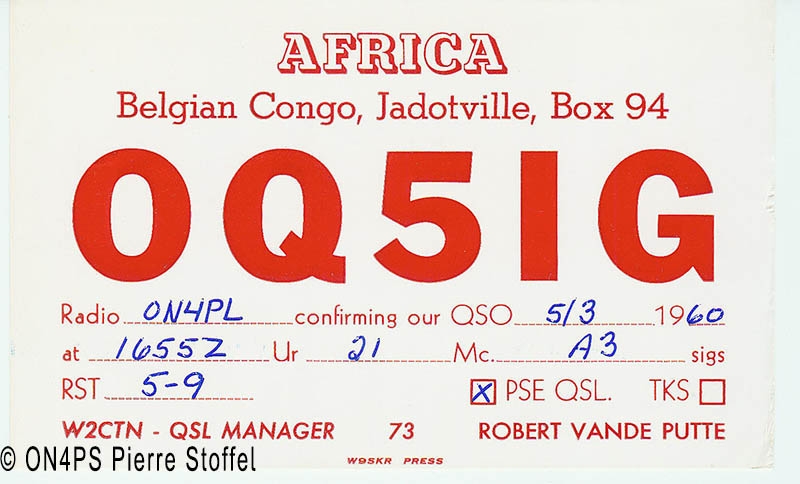 AFRICA
Belgian Congo, Jadotville, Box 94
OQ5IG
Radio ON4PL confirming our QSO 5/3 1960
at 1655Z Ur 21 Mc. A3 sigs
RST 5-9 X PSE QSL. TKS
W2CTN - QSL MANAGER 73 ROBERT VANDE PUTTE
© ON4PS Pierre Stoffel
W9SKR PRESS